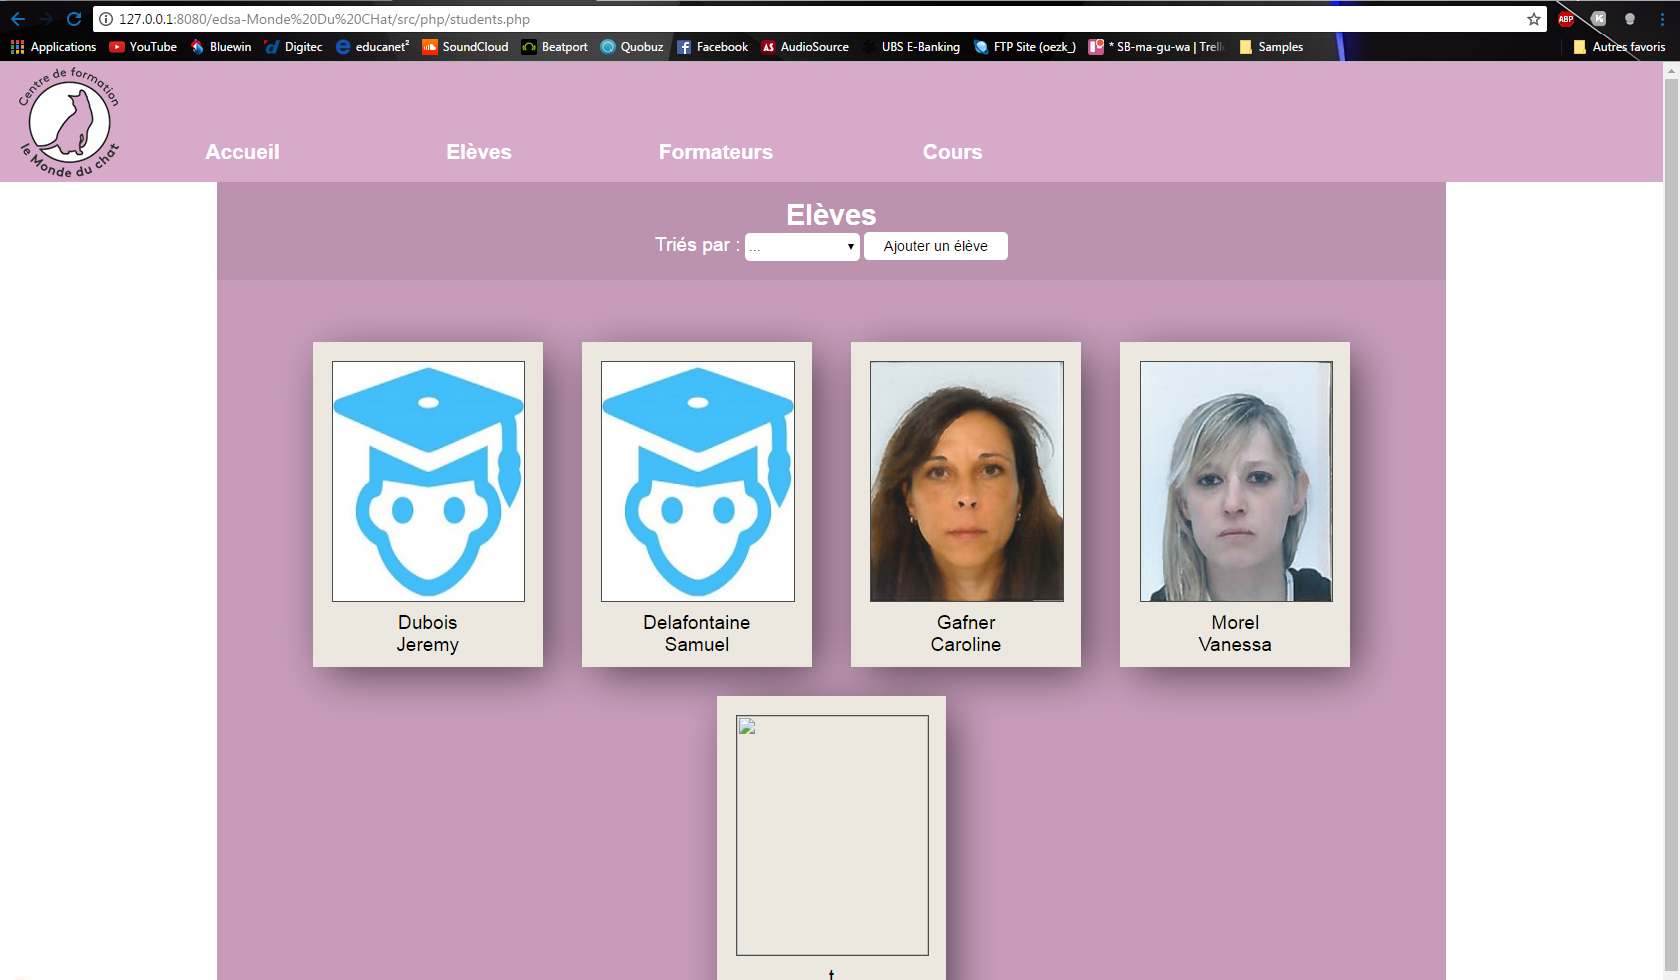 127.0.0.1:8080/edsa-Monde%20Du%20CHat/src/php/students.php
ABP
K
Applications YouTube Bluewin Digitec educanet² SoundCloud Beatport Quobuz Facebook AS AudioSource UBS E-Banking FTP Site (oezk_) * SB-ma-gu-wa | Trell Samples Autres favoris
Centre de formation
le Monde du chat
Accueil Elèves Formateurs Cours
Elèves
Triés par : ... Ajouter un élève
Dubois
Jeremy
Delafontaine
Samuel
Gafner
Caroline
Morel
Vanessa
t